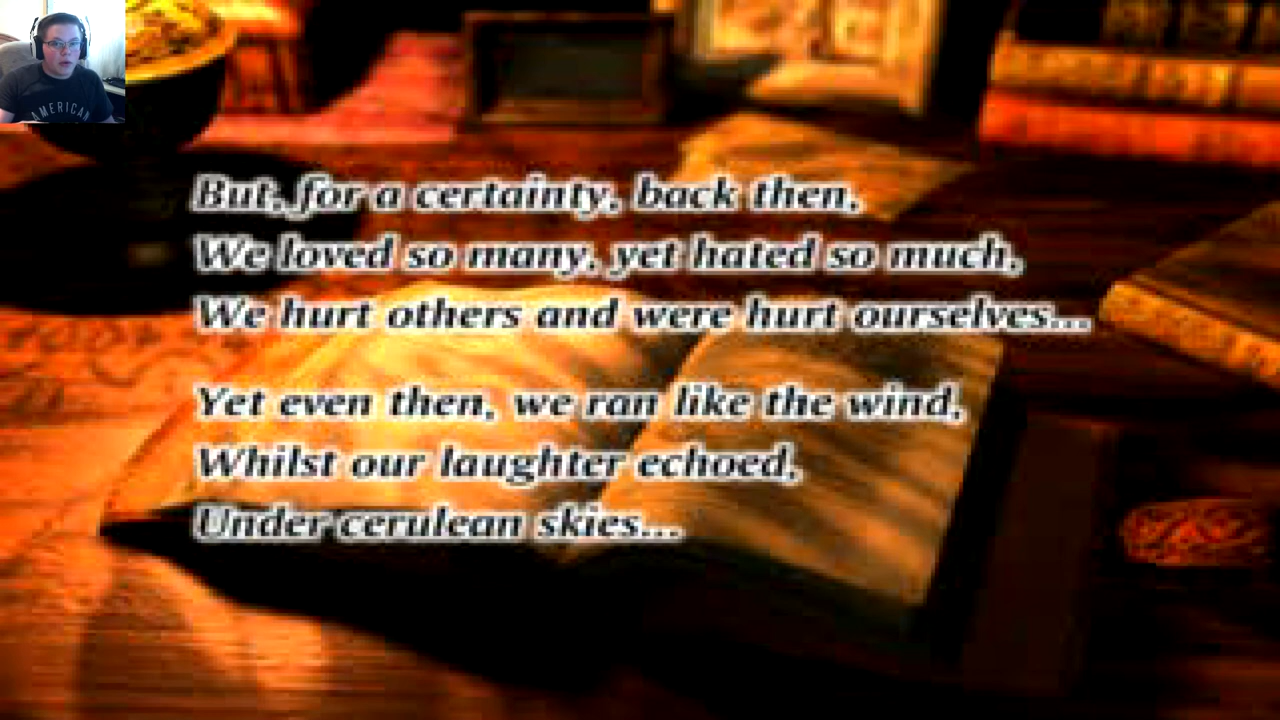 AMERICAN
But, for a certainty, back then,
We loved so many, yet hated so much,
We hurt others and were hurt ourselves...
Yet even then, we ran like the wind,
Whilst our laughter echoed,
Under cerulean skies...